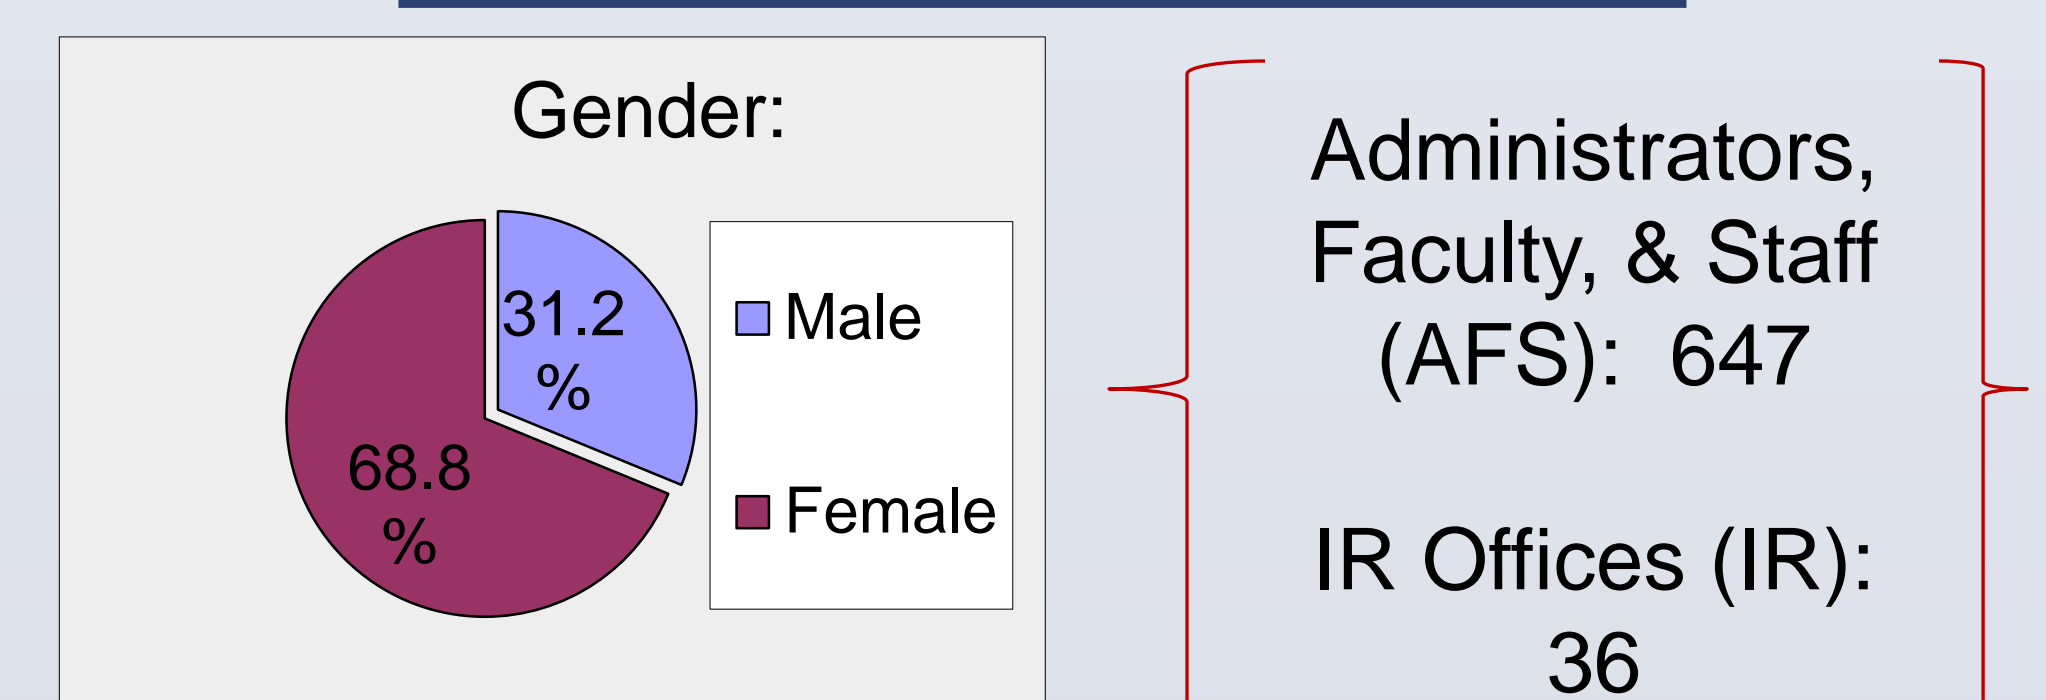 Gender:
31.2
%
68.8
%
Male
Female
Administrators,
Faculty, & Staff
(AFS):  647
IR Offices (IR):
36